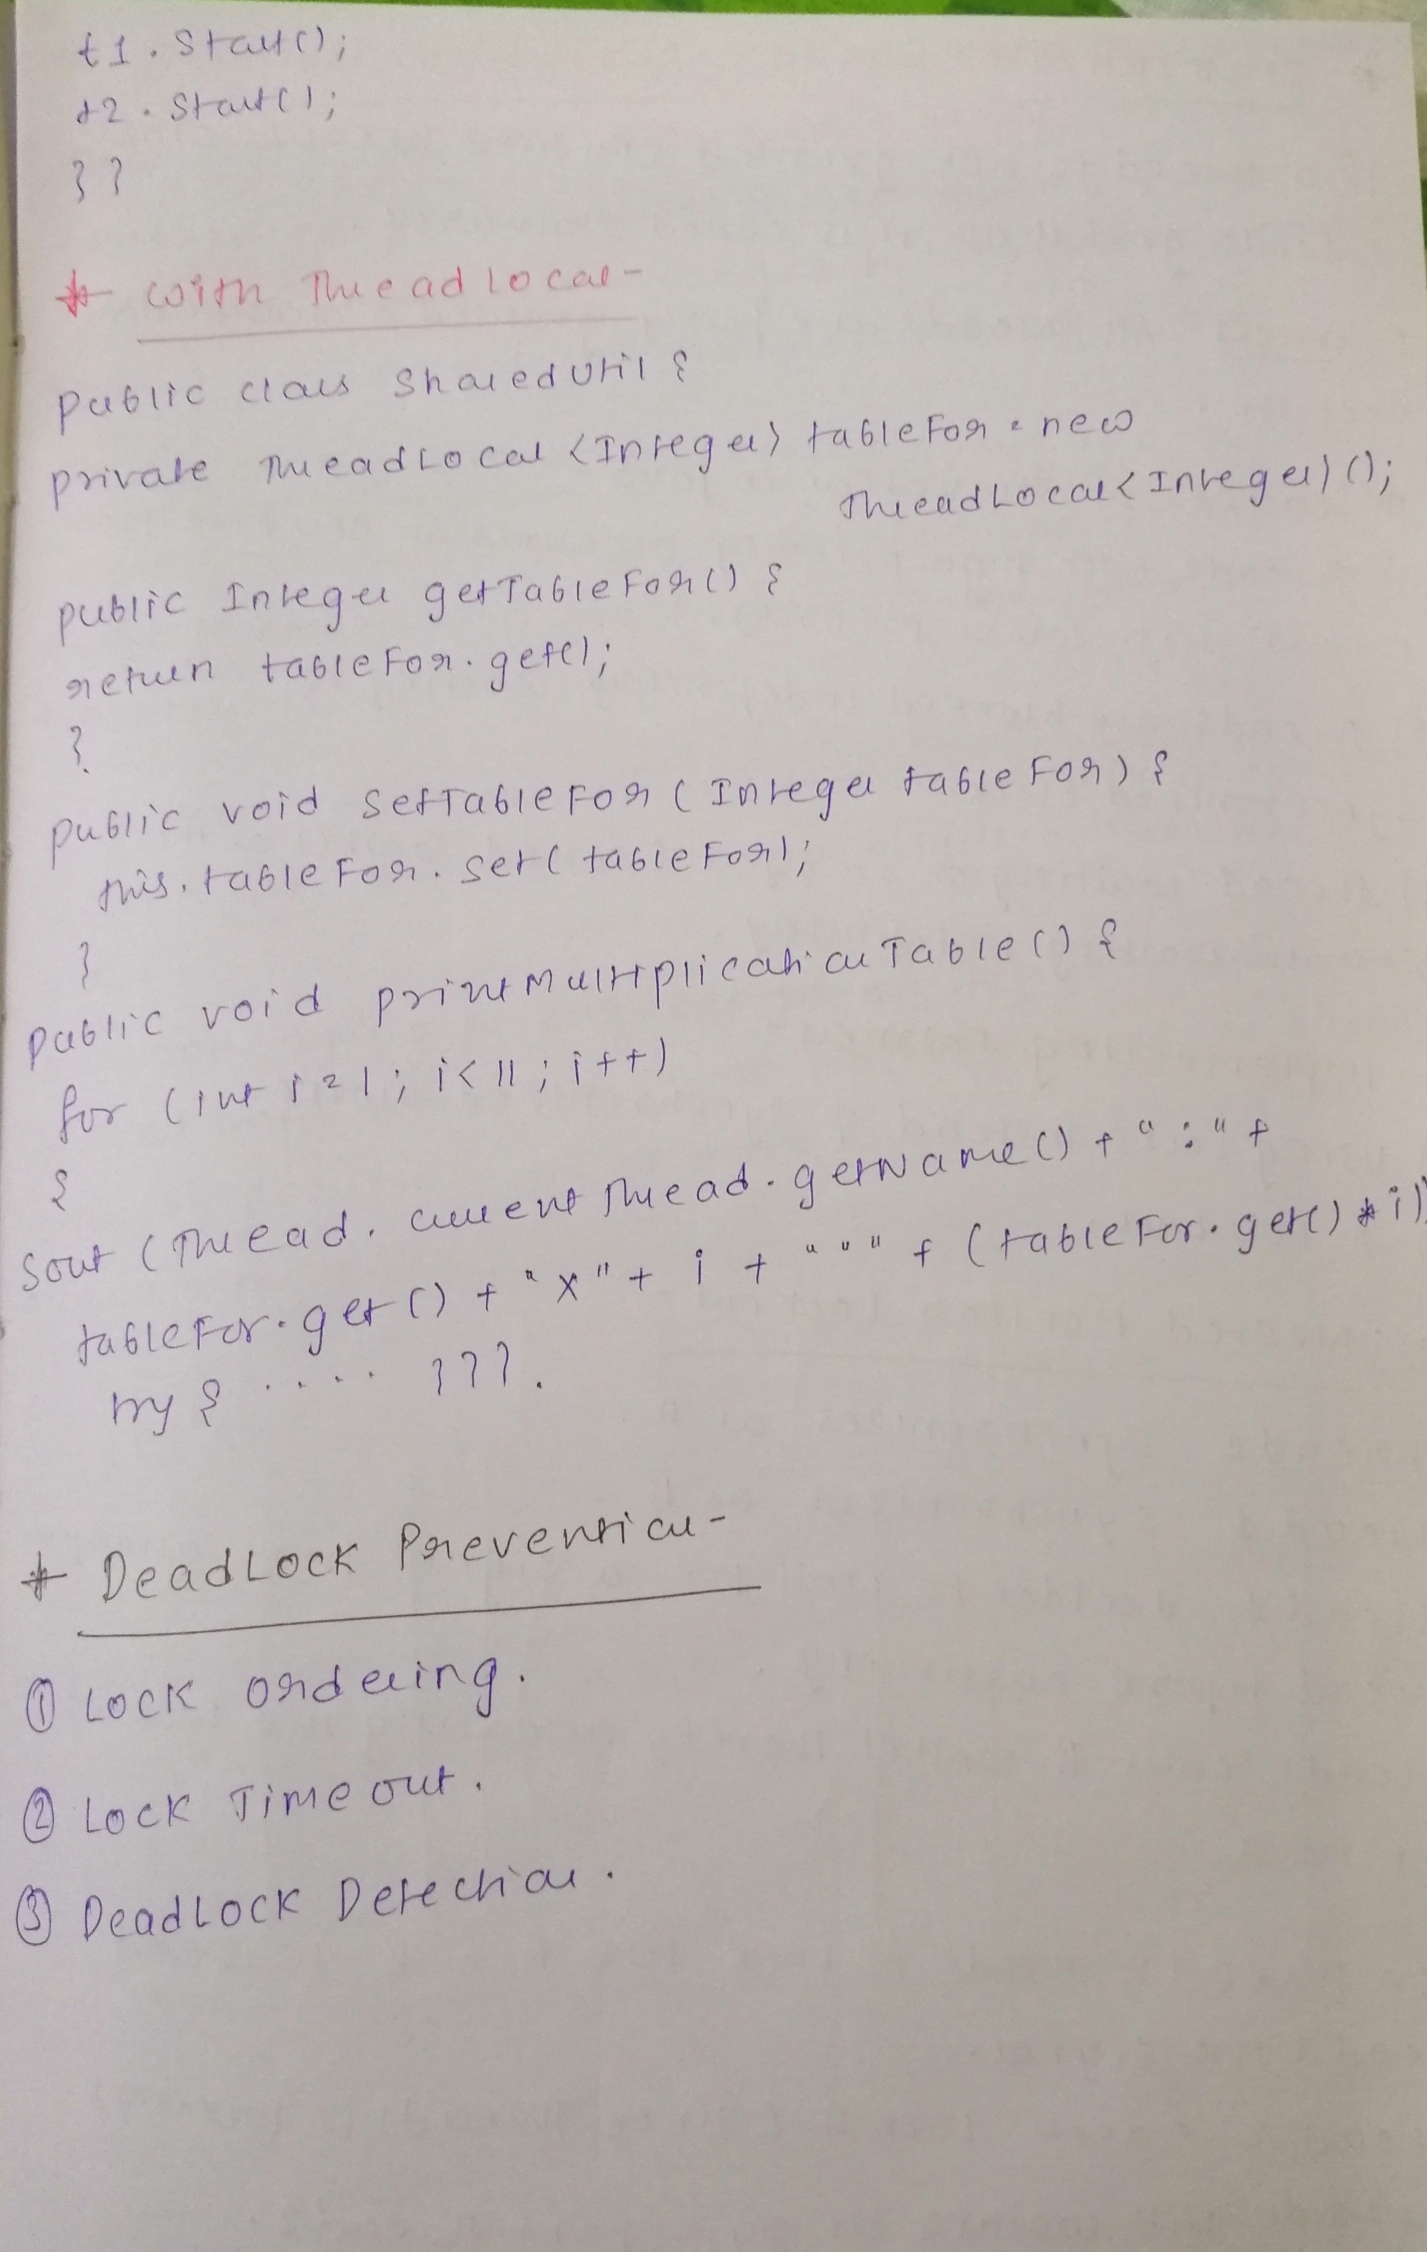 t1.Start();
t2.Start();
}}
* With ThreadLocal-
public class SharedUtil {
private ThreadLocal <Integer> tableFor = new
ThreadLocal<Integer>();
public Integer getTableFor() {
return tableFor.get();
}
public void setTableFor (Integer tableFor) {
this.tableFor.set(tableFor);
}
public void printMultiplicationTable() {
for (int i=1; i<11; i++)
{
Sout (Thread.currentThread.getName() + ":" +
tableFor.get() + "x" + i + "=" + (tableFor.get() * i))
try { .... }}}.
* DeadLock Prevention-
① Lock ordering.
② Lock Timeout.
③ DeadLock Detection.